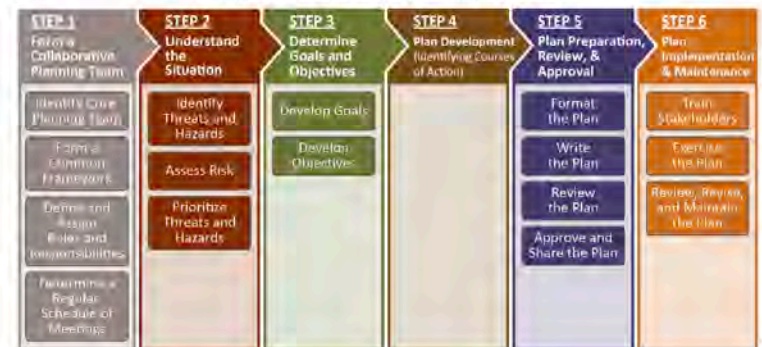 STEP 1
Form a
Collaborative
Planning Team
Identify Core
Planning Team
Form a
Common
Framework
Define and
Assign
Roles and
Responsibilities
Determine a
Regular
Schedule of
Meetings
STEP 2
Understand
the
Situation
Identify
Threats and
Hazards
Assess Risk
Prioritize
Threats and
Hazards
STEP 3
Determine
Goals and
Objectives
Develop Goals
Develop
Objectives
STEP 4
Plan Development
(Identifying Courses
of Action)
STEP 5
Plan Preparation,
Review, &
Approval
Format
the Plan
Write
the Plan
Review
the Plan
Approve and
Share the Plan
STEP 6
Plan
Implementation
& Maintenance
Train
Stakeholders
Exercise
the Plan
Review, Revise,
and Maintain
the Plan